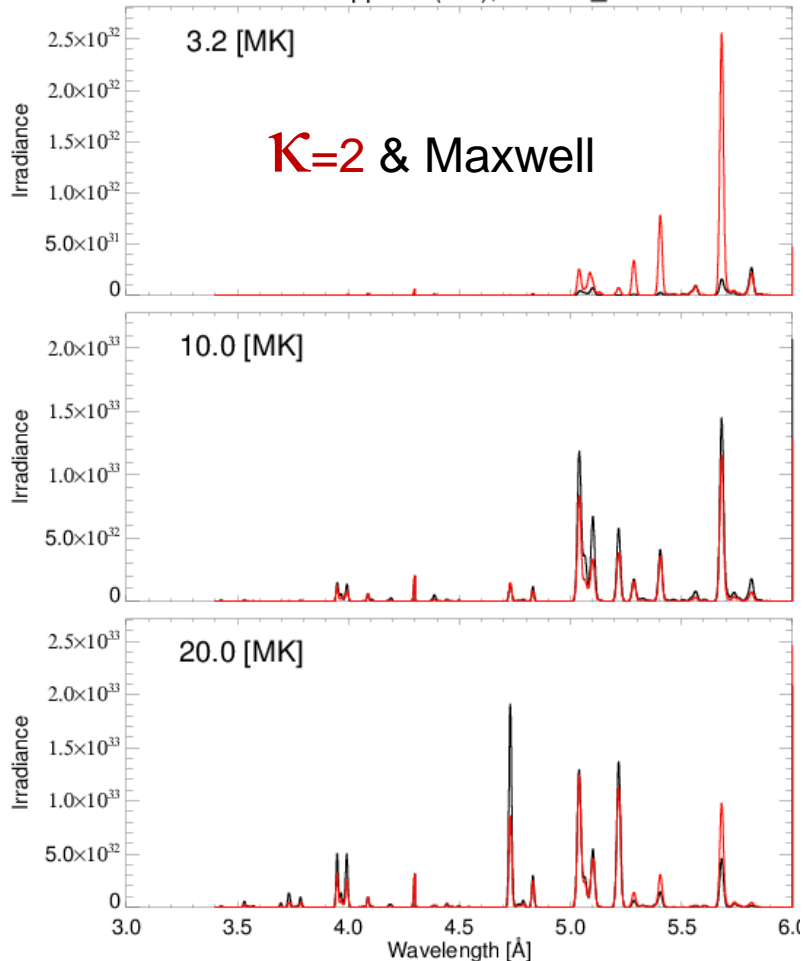 3.2 [MK]
κ=2 & Maxwell
Irradiance
2.5×10³²
2.0×10³²
1.5×10³²
1.0×10³²
5.0×10³¹
0
10.0 [MK]
Irradiance
2.0×10³³
1.5×10³³
1.0×10³³
5.0×10³²
0
20.0 [MK]
Irradiance
2.5×10³³
2.0×10³³
1.5×10³³
1.0×10³³
5.0×10³²
0
3.0 3.5 4.0 4.5 5.0 5.5 6.0
Wavelength [Å]